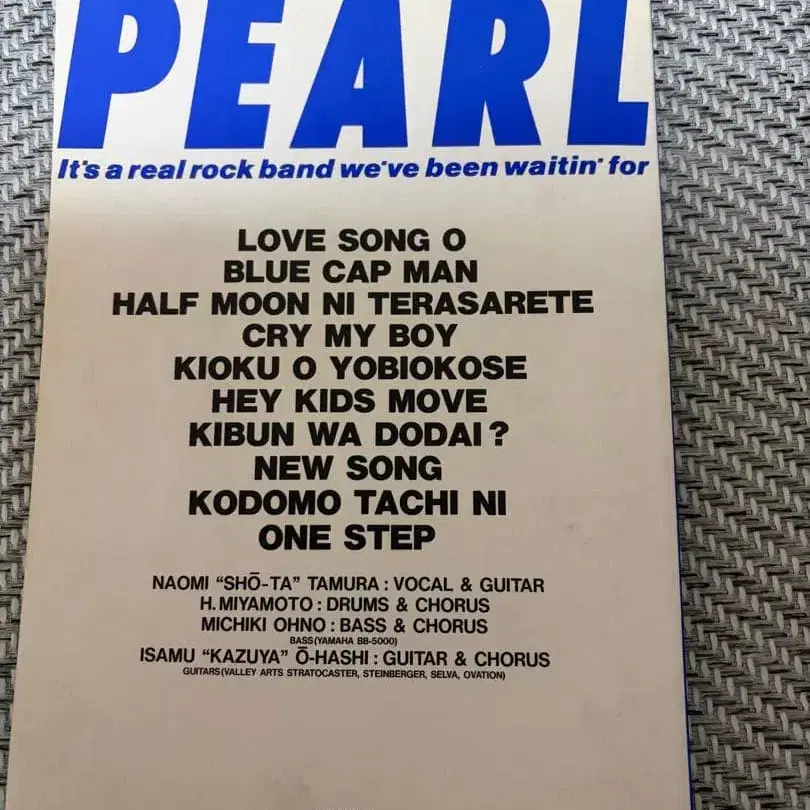 PEARL
It's a real rock band we've been waitin' for
LOVE SONG O
BLUE CAP MAN
HALF MOON NI TERASARETE
CRY MY BOY
KIOKU O YOBIOKOSE
HEY KIDS MOVE
KIBUN WA DODAI?
NEW SONG
KODOMO TACHI NI
ONE STEP
NAOMI “SHŌ-TA” TAMURA : VOCAL & GUITAR
H. MIYAMOTO : DRUMS & CHORUS
MICHIKI OHNO : BASS & CHORUS
BASS(YAMAHA BB-5000)
ISAMU “KAZUYA” Ō-HASHI : GUITAR & CHORUS
GUITARS(VALLEY ARTS STRATOCASTER, STEINBERGER, SELVA, OVATION)